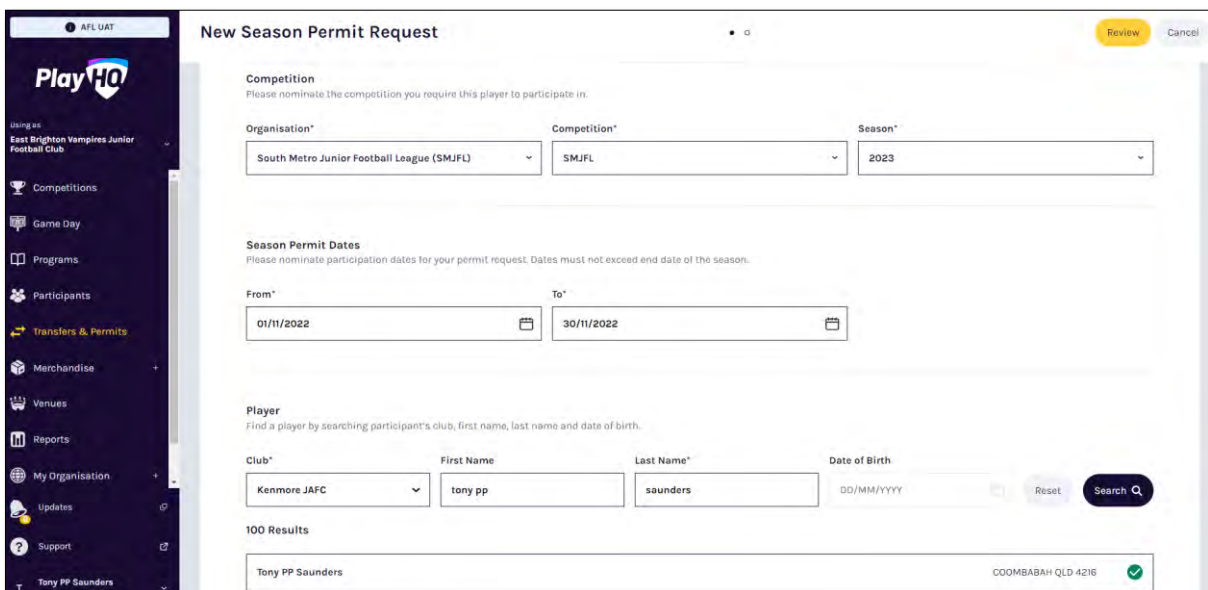 AFL UAT
New Season Permit Request
Review
Cancel
PlayHQ
Using as
East Brighton Vampires Junior
Football Club
Competitions
Game Day
Programs
Participants
Transfers & Permits
Merchandise +
Venues
Reports
My Organisation +
Updates
0
? Support
T Tony PP Saunders
Competition
Please nominate the competition you require this player to participate in.
Organisation* Competition* Season*
South Metro Junior Football League (SMJFL) SMJFL 2023
Season Permit Dates
Please nominate participation dates for your permit request. Dates must not exceed end date of the season.
From* To*
01/11/2022 30/11/2022
Player
Find a player by searching participant's club, first name, last name and date of birth.
Club* First Name Last Name* Date of Birth
Kenmore JAFC tony pp saunders DD/MM/YYYY Reset Search
100 Results
Tony PP Saunders COOMBABAH QLD 4216